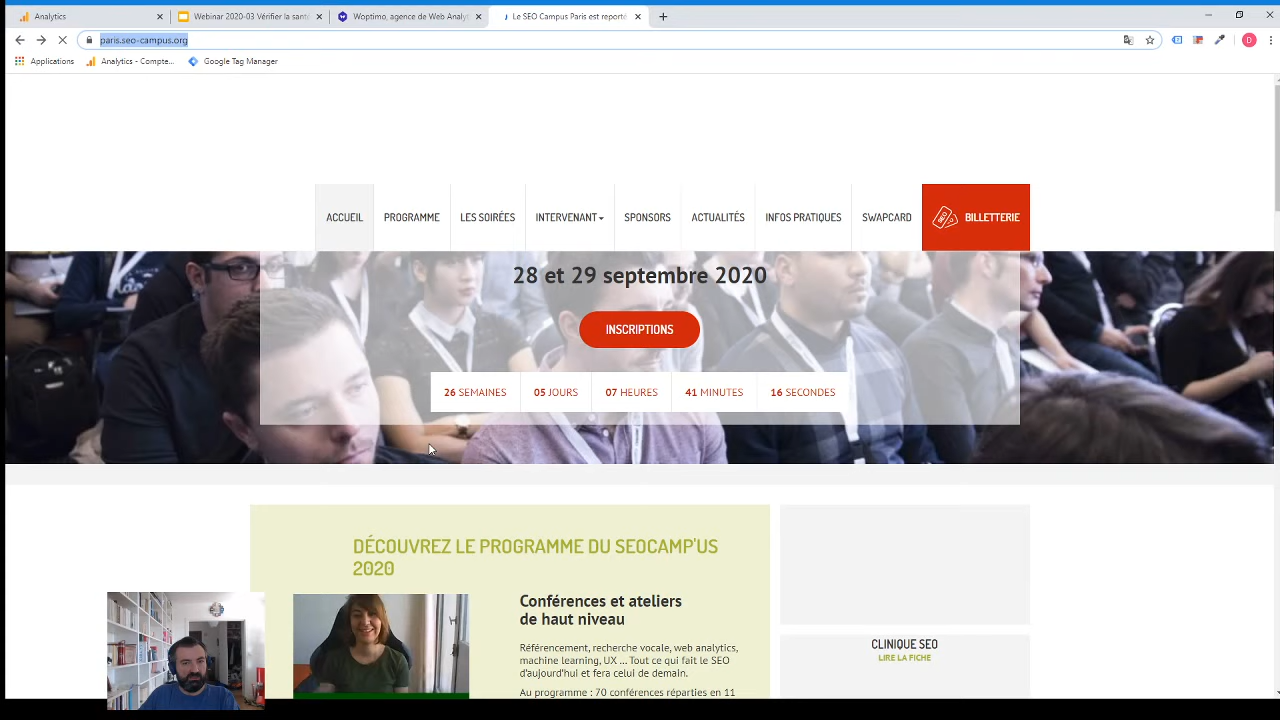 Analytics
Webinar 2020-03 Vérifier la santé
Woptimo, agence de Web Analyt
Le SEO Campus Paris est reporté
paris.seo-campus.org
D
Applications
Analytics - Compte...
Google Tag Manager
ACCUEIL
PROGRAMME
LES SOIRÉES
INTERVENANT
SPONSORS
ACTUALITÉS
INFOS PRATIQUES
SWAPCARD
BILLETTERIE
28 et 29 septembre 2020
INSCRIPTIONS
26 SEMAINES
05 JOURS
07 HEURES
41 MINUTES
16 SECONDES
DÉCOUVREZ LE PROGRAMME DU SEOCAMP'US
2020
Conférences et ateliers
de haut niveau
Référencement, recherche vocale, web analytics,
machine learning, UX ... Tout ce qui fait le SEO
d'aujourd'hui et fera celui de demain.
Au programme : 70 conférences réparties en 11
CLINIQUE SEO
LIRE LA FICHE